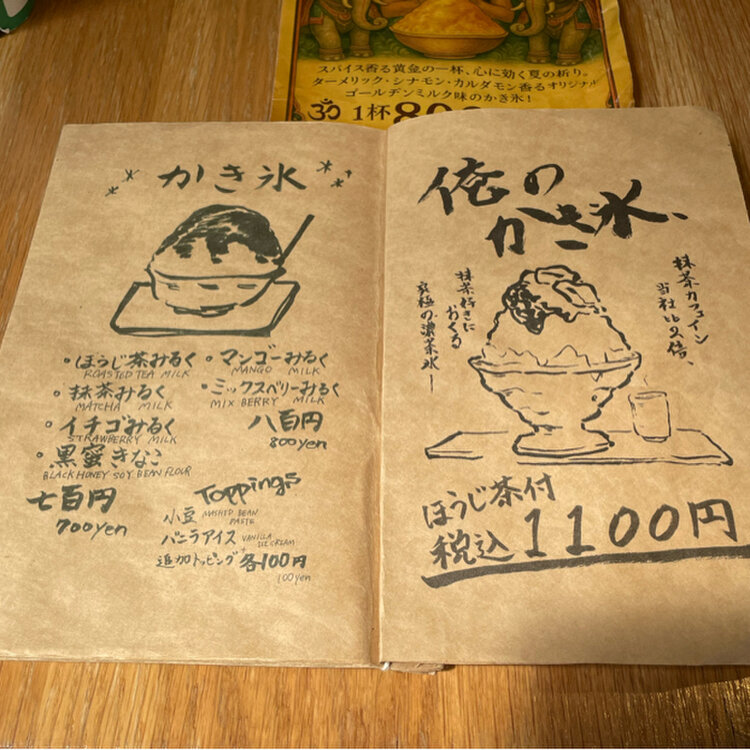 スパイス香る黄金の一杯、心に効く夏の祈り。
ターメリック・シナモン・カルダモン香るオリジナル
ゴールデンミルク味のかき氷!
ॐ 1杯
かき氷
・ほうじ茶みるく
ROASTED TEA MILK
・抹茶みるく
MATCHA MILK
・イチゴみるく
STRAWBERRY MILK
・黒蜜きなこ
BLACK HONEY SOY BEAN FLOUR
七百円
700yen
・マンゴーみるく
MANGO MILK
・ミックスベリーみるく
MIX BERRY MILK
八百円
800yen
Toppings
小豆 MASHED BEAN
PASTE
バニラアイス VANILLA
ICE CREAM
追加トッピング 各100円
100yen
俺の
かき氷、
抹茶カフェイン
当社比2倍、
抹茶好きに
おくる
究極の濃茶氷ー
ほうじ茶付
税込1100円